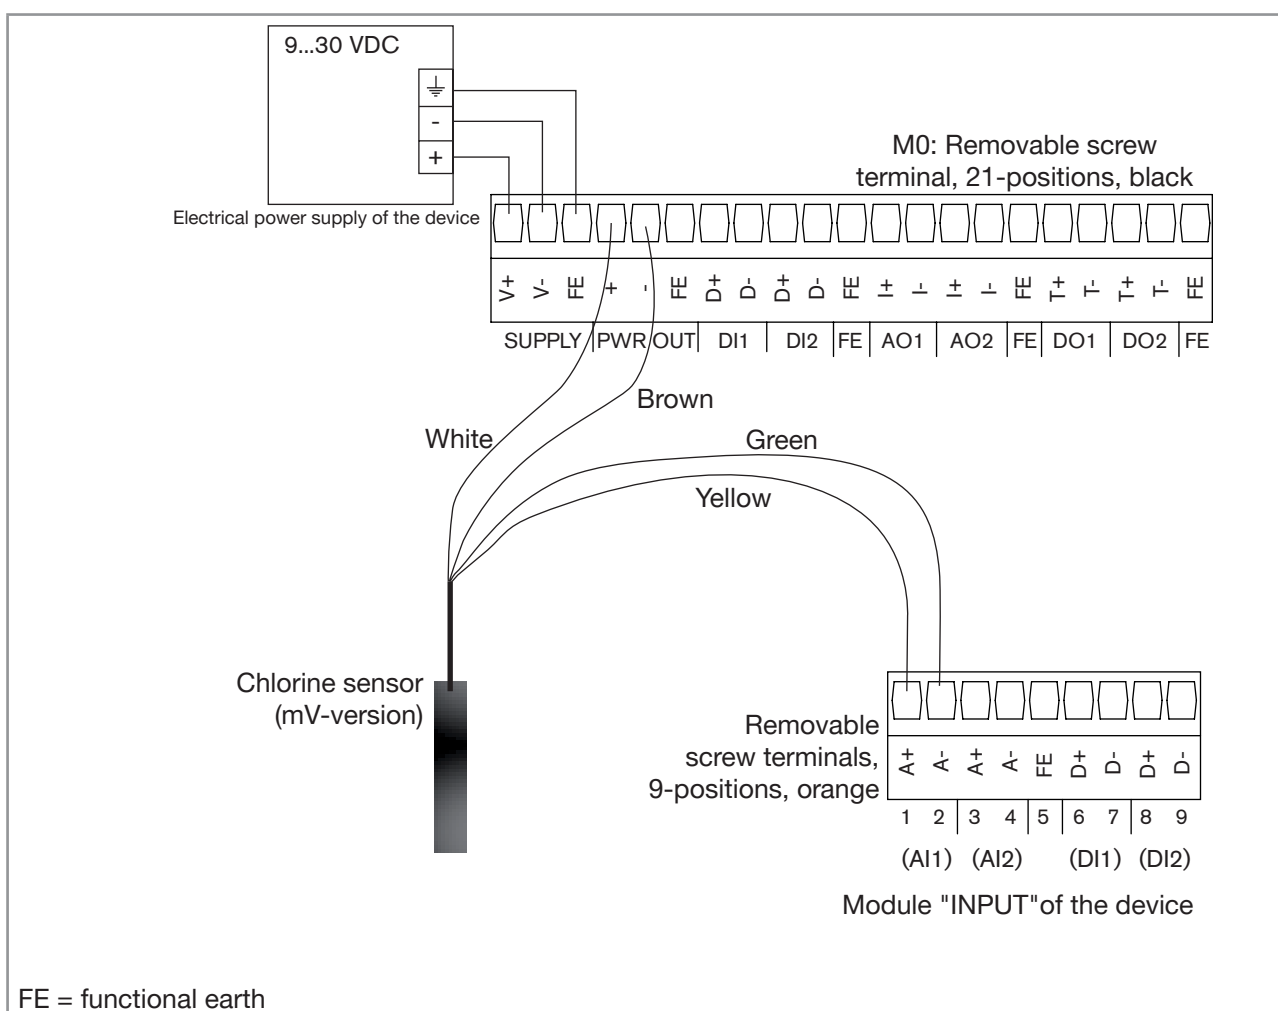 9...30 VDC
-
+
Electrical power supply of the device
M0: Removable screw
terminal, 21-positions, black
V+ V- FE + - FE D+ D- D+ D- FE I+ I- I+ I- FE T+ T- T+ T- FE
SUPPLY PWR OUT DI1 DI2 FE AO1 AO2 FE DO1 DO2 FE
Brown
White
Green
Yellow
Chlorine sensor
(mV-version)
Removable
screw terminals,
9-positions, orange
A+ A- A+ A- FE D+ D- D+ D-
1 2 3 4 5 6 7 8 9
(AI1) (AI2) (DI1) (DI2)
Module "INPUT"of the device
FE = functional earth